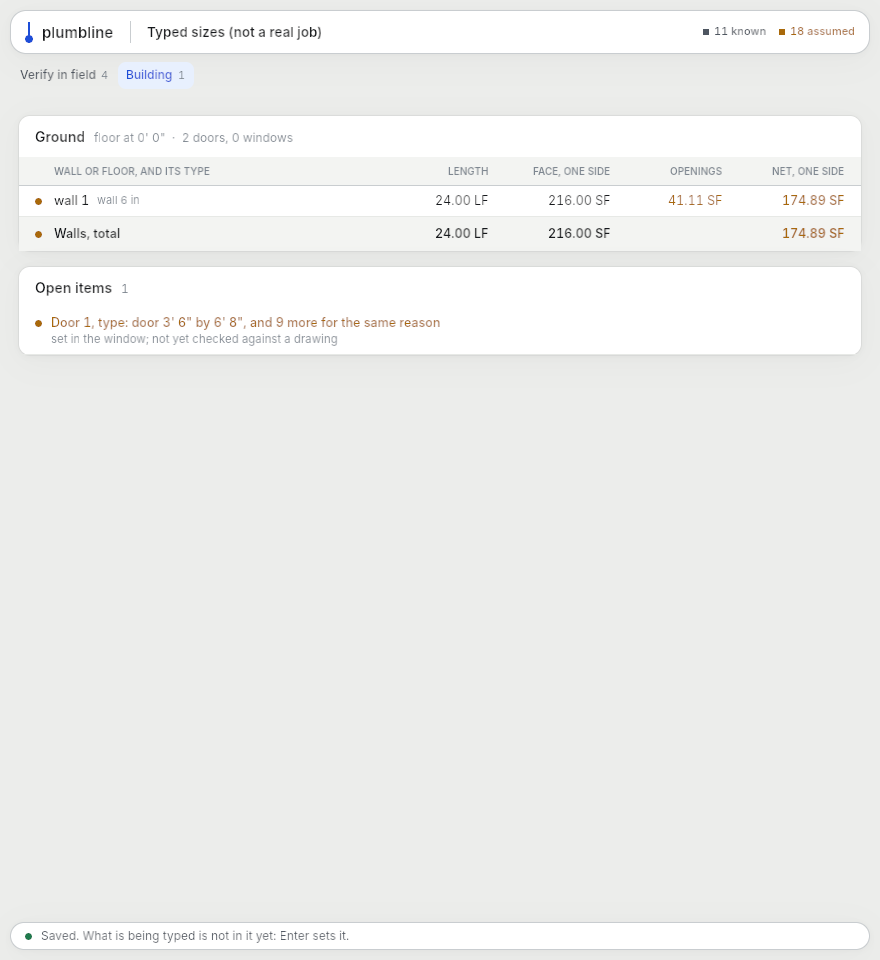 plumbline Typed sizes (not a real job) 11 known 18 assumed
Verify in field 4 Building 1
Ground floor at 0' 0" · 2 doors, 0 windows
WALL OR FLOOR, AND ITS TYPE LENGTH FACE, ONE SIDE OPENINGS NET, ONE SIDE
wall 1 wall 6 in 24.00 LF 216.00 SF 41.11 SF 174.89 SF
Walls, total 24.00 LF 216.00 SF 174.89 SF
Open items 1
Door 1, type: door 3' 6" by 6' 8", and 9 more for the same reason
set in the window; not yet checked against a drawing
Saved. What is being typed is not in it yet: Enter sets it.